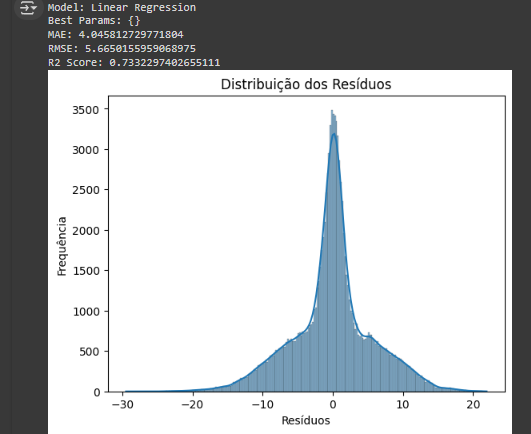 Model: Linear Regression
Best Params: {}
MAE: 4.045812729771804
RMSE: 5.6650155959068975
R2 Score: 0.7332297402655111
Distribuição dos Resíduos
3500
3000
2500
2000
1500
1000
500
0
Frequência
−30
−20
−10
0
10
20
Resíduos